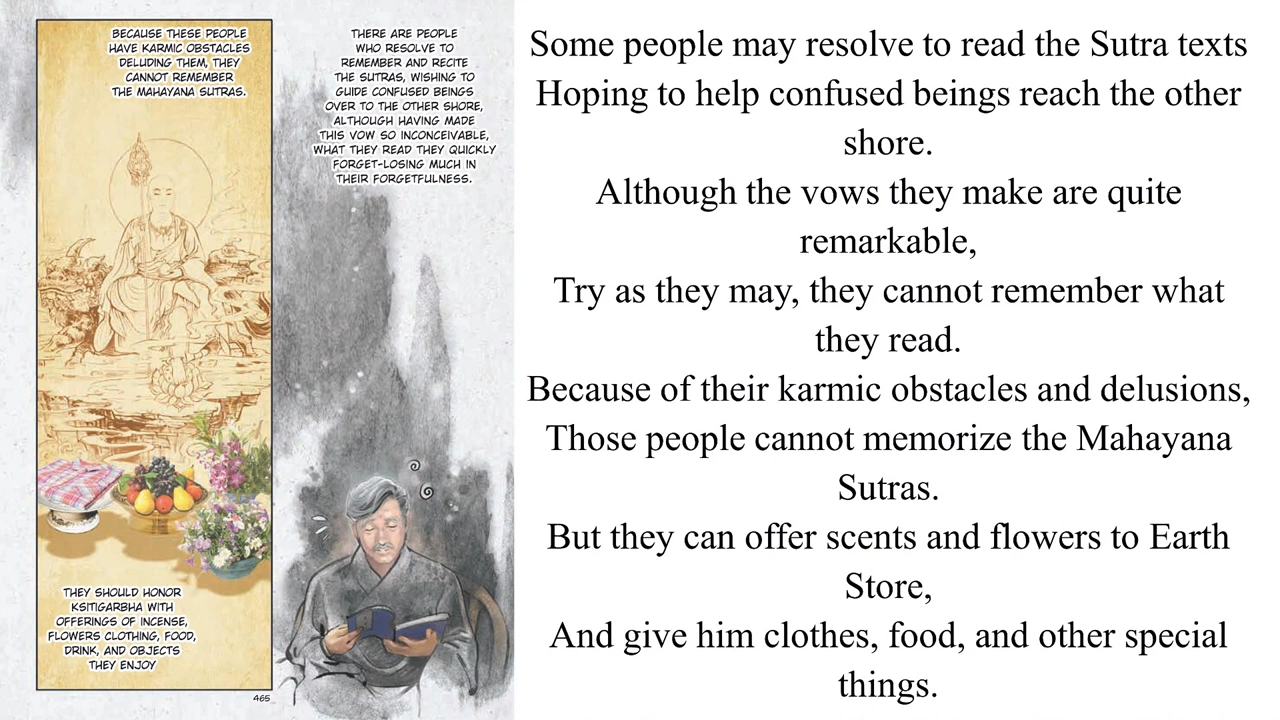 BECAUSE THESE PEOPLE
HAVE KARMIC OBSTACLES
DELUDING THEM, THEY
CANNOT REMEMBER
THE MAHAYANA SUTRAS.
THEY SHOULD HONOR
KSITIGARBHA WITH
OFFERINGS OF INCENSE,
FLOWERS CLOTHING, FOOD,
DRINK, AND OBJECTS
THEY ENJOY
465
THERE ARE PEOPLE
WHO RESOLVE TO
REMEMBER AND RECITE
THE SUTRAS, WISHING TO
GUIDE CONFUSED BEINGS
OVER TO THE OTHER SHORE,
ALTHOUGH HAVING MADE
THIS VOW SO INCONCEIVABLE,
WHAT THEY READ THEY QUICKLY
FORGET-LOSING MUCH IN
THEIR FORGETFULNESS.
Some people may resolve to read the Sutra texts
Hoping to help confused beings reach the other
shore.
Although the vows they make are quite
remarkable,
Try as they may, they cannot remember what
they read.
Because of their karmic obstacles and delusions,
Those people cannot memorize the Mahayana
Sutras.
But they can offer scents and flowers to Earth
Store,
And give him clothes, food, and other special
things.